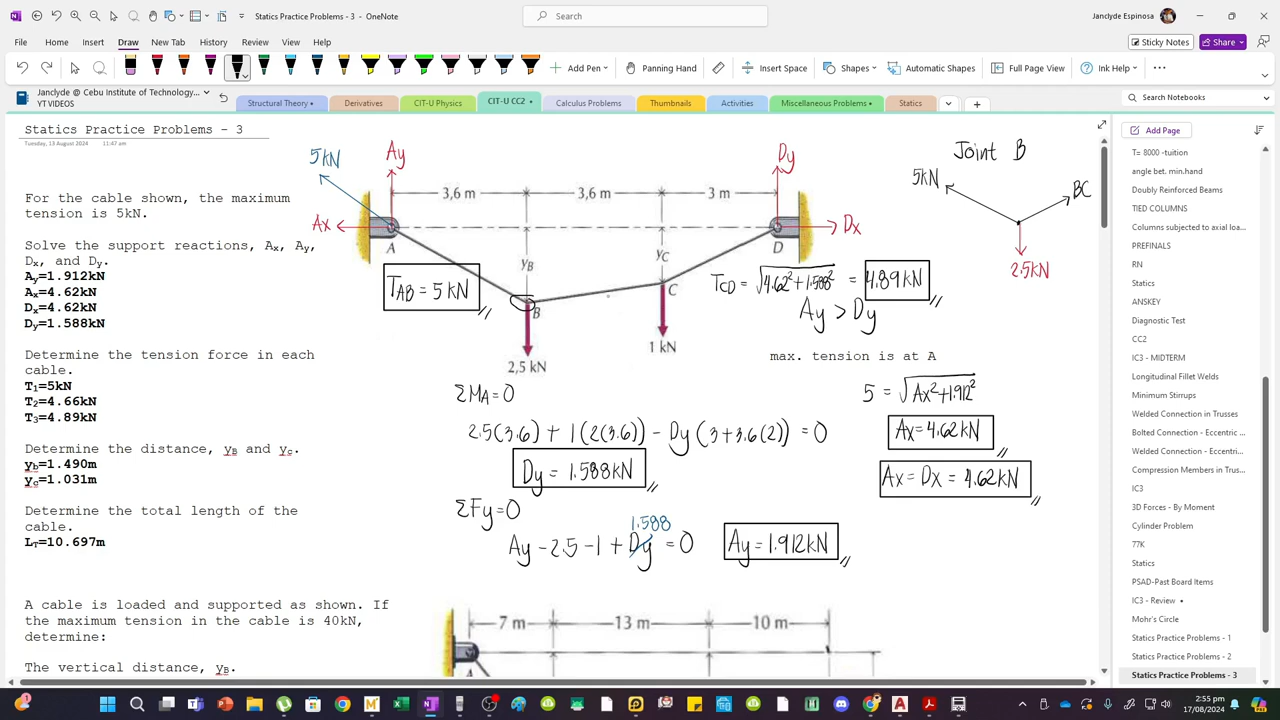 Statics Practice Problems - 3 - OneNote
Search
Janclyde Espinosa
File Home Insert Draw New Tab History Review View Help
Sticky Notes
Share
Add Pen
Panning Hand
Insert Space
Shapes
Automatic Shapes
Full Page View
Ink Help
Janclyde @ Cebu Institute of Technology...
YT VIDEOS
Structural Theory
Derivatives
CIT-U Physics
CIT-U CC2
Calculus Problems
Thumbnails
Activities
Miscellaneous Problems
Statics
Search Notebooks
Statics Practice Problems - 3
Tuesday, 13 August 2024 11:47 am
For the cable shown, the maximum
tension is 5kN.
Solve the support reactions, Ax, Ay,
Dx, and Dy.
Ay=1.912kN
Ax=4.62kN
Dx=4.62kN
Dy=1.588kN
Determine the tension force in each
cable.
T1=5kN
T2=4.66kN
T3=4.89kN
Determine the distance, yB and yc.
yb=1.490m
yc=1.031m
Determine the total length of the
cable.
LT=10.697m
A cable is loaded and supported as shown. If
the maximum tension in the cable is 40kN,
determine:
The vertical distance, yB.
5kN
Ay
Dy
3,6 m
3,6 m
3 m
Ax
Dx
A
D
yB
yC
B
C
TAB = 5 kN
TCD = √4.62²+1.588² = 4.89kN
2,5 kN
1 kN
Ay > Dy
max. tension is at A
5 = √Ax²+1.912²
Ax=4.62kN
Ax = Dx = 4.62kN
ΣMA=0
2.5(3.6) + 1(2(3.6)) - Dy(3+3.6(2)) = 0
Dy = 1.588kN
ΣFy=0
1.588
Ay - 2.5 - 1 + Dy = 0
Ay=1.912kN
7 m
13 m
10 m
Joint B
5kN
BC
2.5kN
Add Page
T= 8000 -tuition
angle bet. min.hand
Doubly Reinforced Beams
TIED COLUMNS
Columns subjected to axial loa...
PREFINALS
RN
Statics
ANSKEY
Diagnostic Test
CC2
IC3 - MIDTERM
Longitudinal Fillet Welds
Minimum Stirrups
Welded Connection in Trusses
Bolted Connection - Eccentric ...
Welded Connection - Eccentric...
Compression Members in Trus...
IC3
3D Forces - By Moment
Cylinder Problem
77K
Statics
PSAD-Past Board Items
IC3 - Review
Mohr's Circle
Statics Practice Problems - 1
Statics Practice Problems - 2
Statics Practice Problems - 3
2:55 pm
17/08/2024